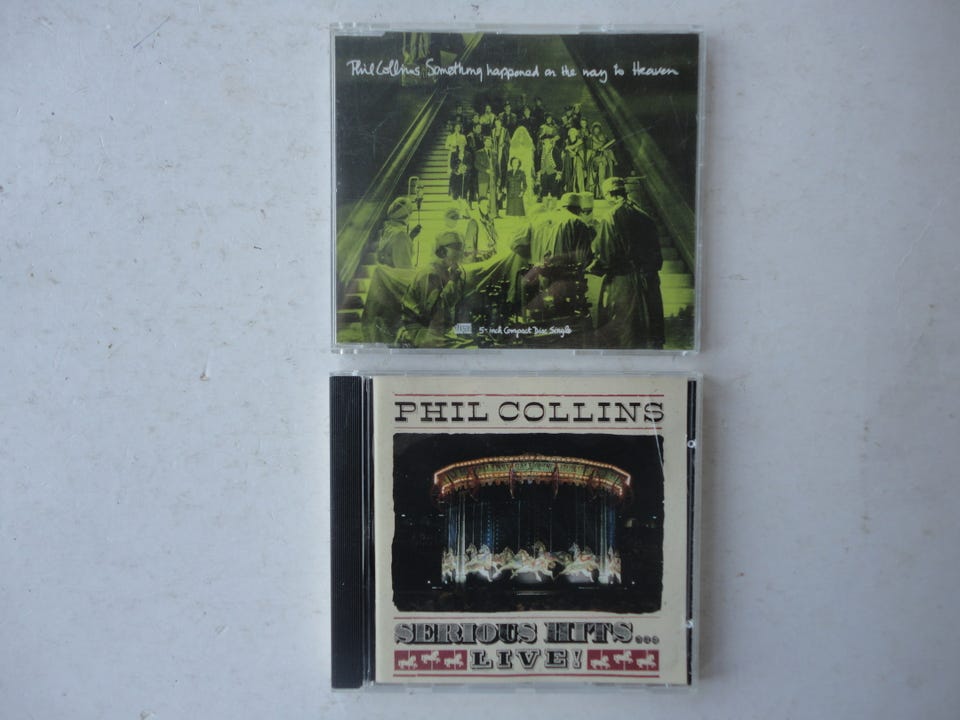 Phil Collins Something happened on the way to Heaven
5-inch Compact Disc Single
PHIL COLLINS
SERIOUS HITS...
LIVE!